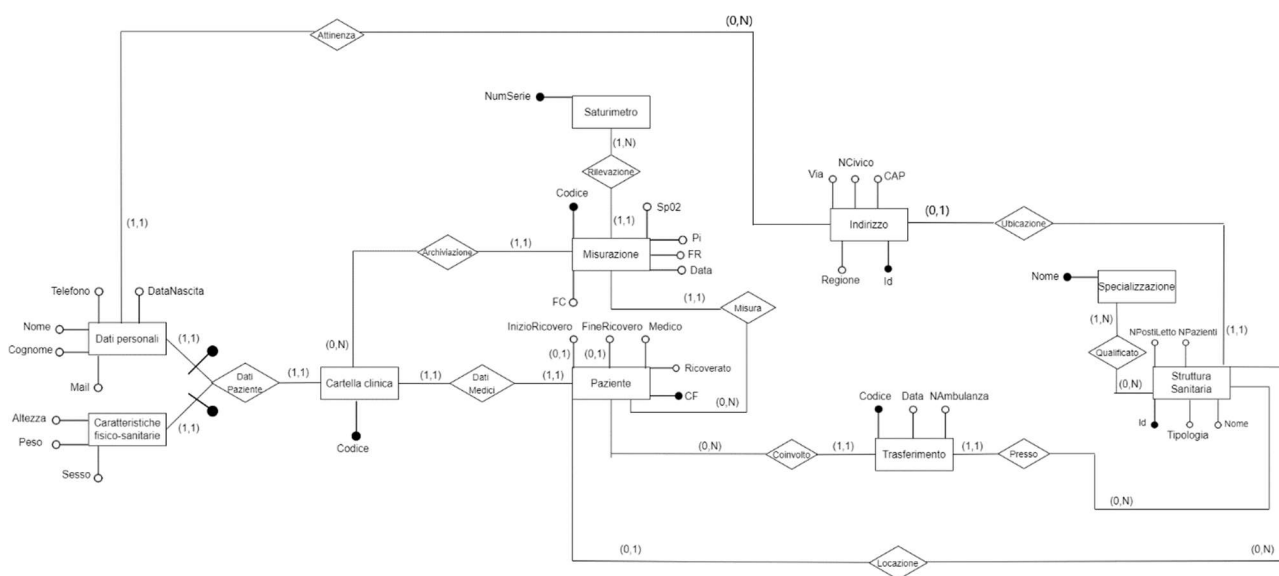 Attinenza
(0,N)
NumSerie
Saturimetro
(1,N)
Rilevazione
NCivico
Via
CAP
Codice
Sp02
(1,1)
(1,1)
Indirizzo
(0,1)
Ubicazione
Archiviazione
(1,1)
Misurazione
Pi
FR
Data
Regione
Id
Nome
Specializzazione
Telefono
DataNascita
FC
(1,1)
Misura
(1,N)
Nome
Dati personali
(1,1)
InizioRicovero
FineRicovero
Medico
NPostiLetto
NPazienti
(1,1)
Cognome
(0,N)
(0,1)
(0,1)
Qualificato
Ricoverato
Mail
Dati
Paziente
(1,1)
Cartella clinica
(1,1)
Dati
Medici
(1,1)
Paziente
(0,N)
Struttura
Sanitaria
CF
(0,N)
Altezza
Caratteristiche
fisico-sanitarie
(1,1)
Codice
Data
NAmbulanza
Id
Nome
Tipologia
Peso
Codice
Sesso
(0,N)
Coinvolto
(1,1)
Trasferimento
(1,1)
Presso
(0,N)
(0,1)
Locazione
(0,N)